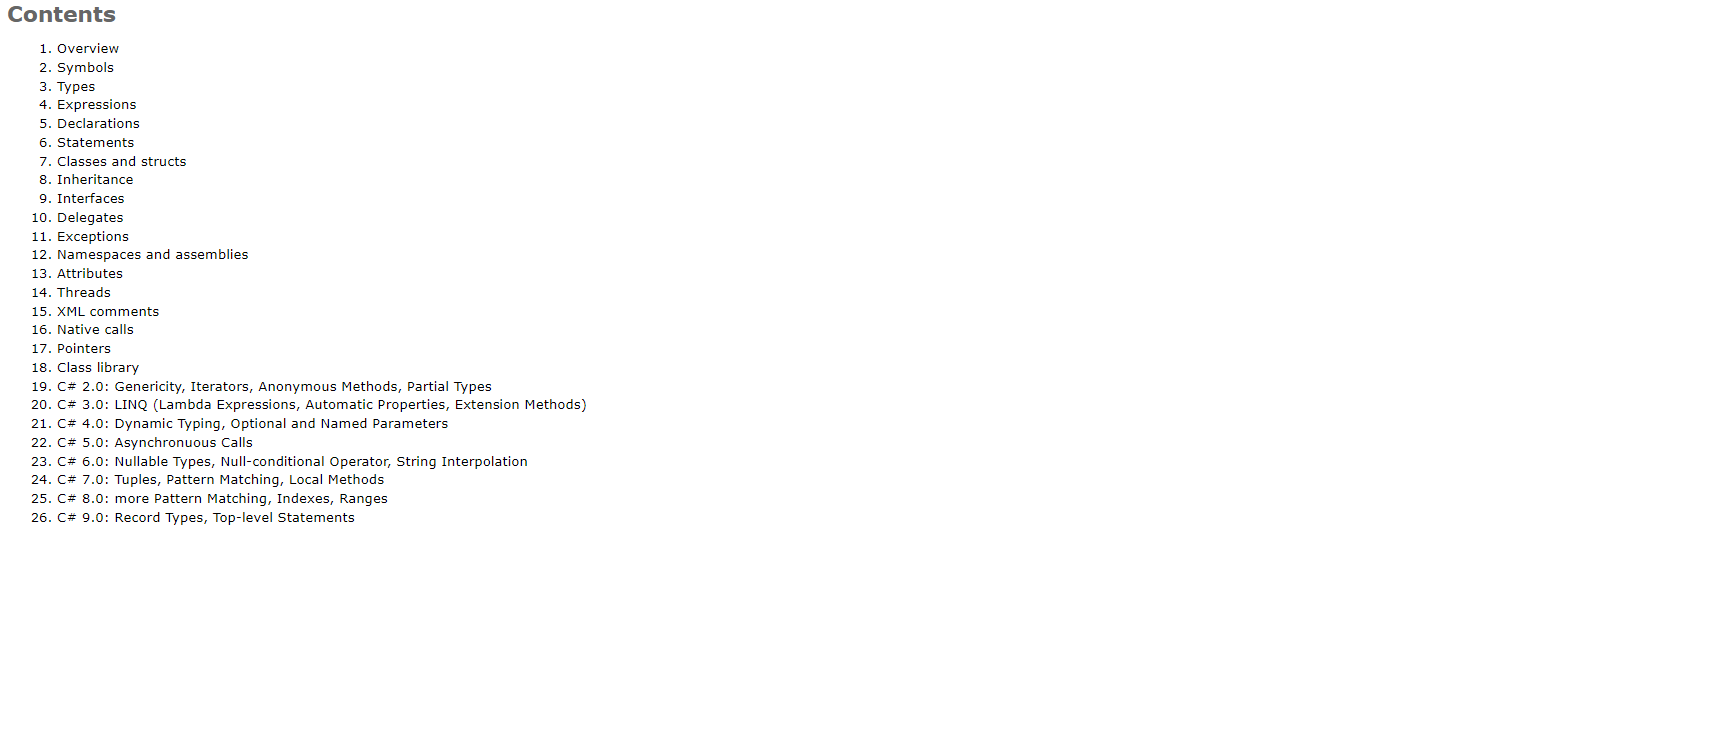 Contents
1. Overview
2. Symbols
3. Types
4. Expressions
5. Declarations
6. Statements
7. Classes and structs
8. Inheritance
9. Interfaces
10. Delegates
11. Exceptions
12. Namespaces and assemblies
13. Attributes
14. Threads
15. XML comments
16. Native calls
17. Pointers
18. Class library
19. C# 2.0: Genericity, Iterators, Anonymous Methods, Partial Types
20. C# 3.0: LINQ (Lambda Expressions, Automatic Properties, Extension Methods)
21. C# 4.0: Dynamic Typing, Optional and Named Parameters
22. C# 5.0: Asynchronuous Calls
23. C# 6.0: Nullable Types, Null-conditional Operator, String Interpolation
24. C# 7.0: Tuples, Pattern Matching, Local Methods
25. C# 8.0: more Pattern Matching, Indexes, Ranges
26. C# 9.0: Record Types, Top-level Statements